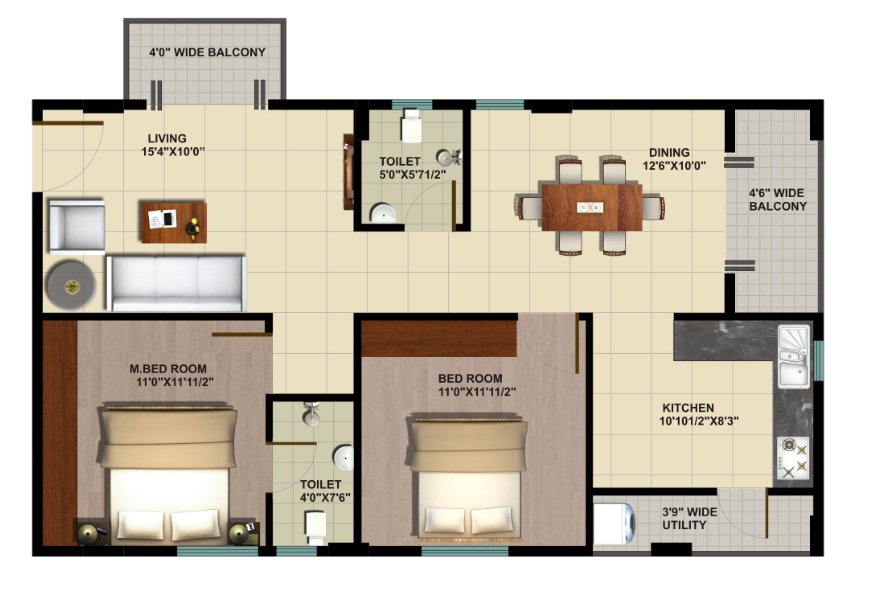 4'0" WIDE BALCONY
LIVING
15'4"X10'0"
TOILET
5'0"X5'71/2"
DINING
12'6"X10'0"
4'6" WIDE
BALCONY
M.BED ROOM
11'0"X11'11/2"
BED ROOM
11'0"X11'11/2"
KITCHEN
10'101/2"X8'3"
TOILET
4'0"X7'6"
3'9" WIDE
UTILITY